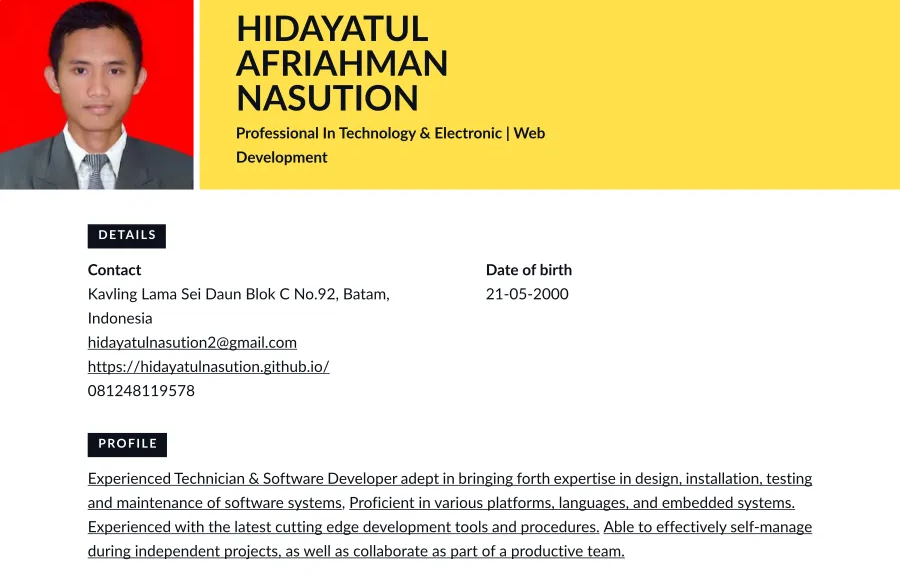 HIDAYATUL
AFRIAHMAN
NASUTION
Professional In Technology & Electronic | Web
Development
DETAILS
Contact
Kavling Lama Sei Daun Blok C No.92, Batam,
Indonesia
hidayatulnasution2@gmail.com
https://hidayatulnasution.github.io/
081248119578
Date of birth
21-05-2000
PROFILE
Experienced Technician & Software Developer adept in bringing forth expertise in design, installation, testing
and maintenance of software systems, Proficient in various platforms, languages, and embedded systems.
Experienced with the latest cutting edge development tools and procedures. Able to effectively self-manage
during independent projects, as well as collaborate as part of a productive team.